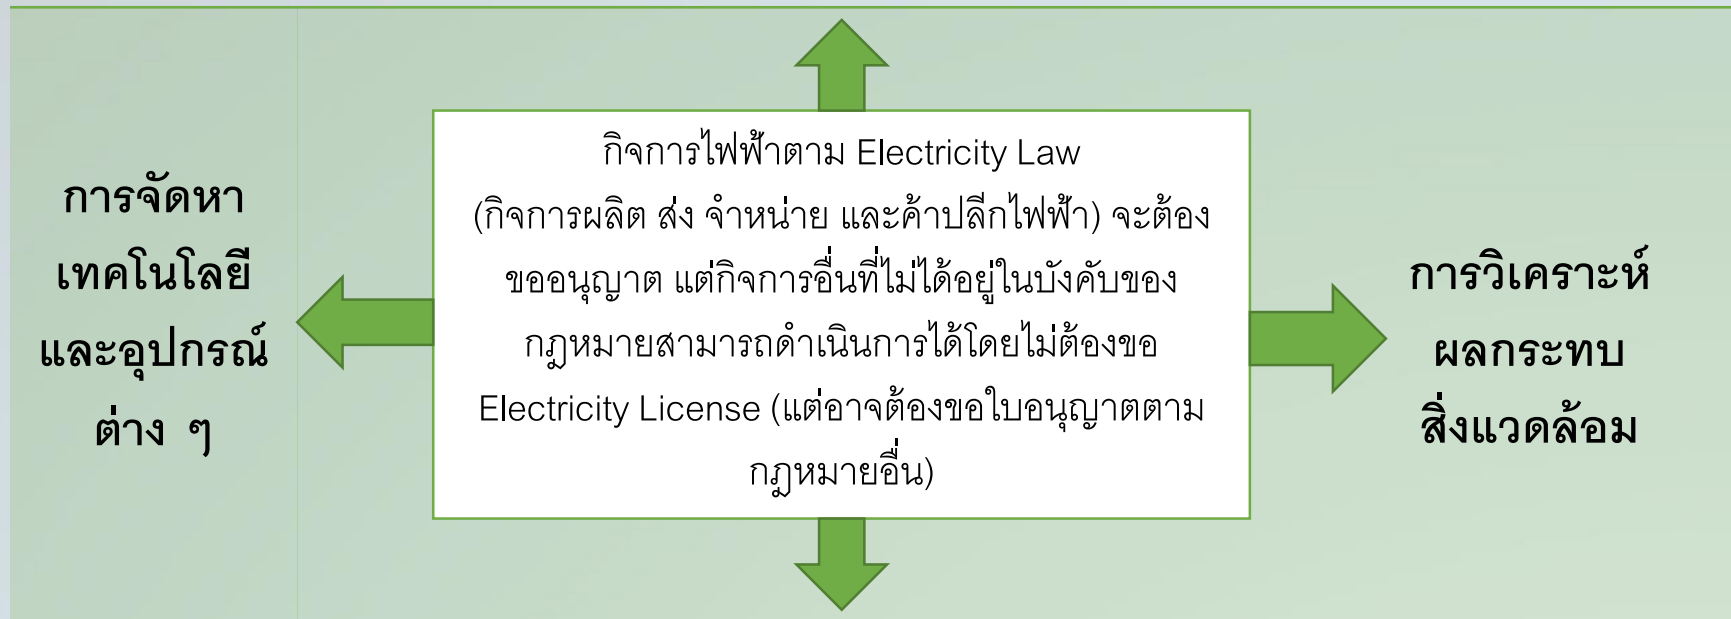 การจัดหา
เทคโนโลยี
และอุปกรณ์
ต่าง ๆ
กิจการไฟฟ้าตาม Electricity Law
(กิจการผลิต ส่ง จำหน่าย และค้าปลีกไฟฟ้า) จะต้อง
ขออนุญาต แต่กิจการอื่นที่ไม่ได้อยู่ในบังคับของ
กฎหมายสามารถดำเนินการได้โดยไม่ต้องขอ
Electricity License (แต่อาจต้องขอใบอนุญาตตาม
กฎหมายอื่น)
การวิเคราะห์
ผลกระทบ
สิ่งแวดล้อม